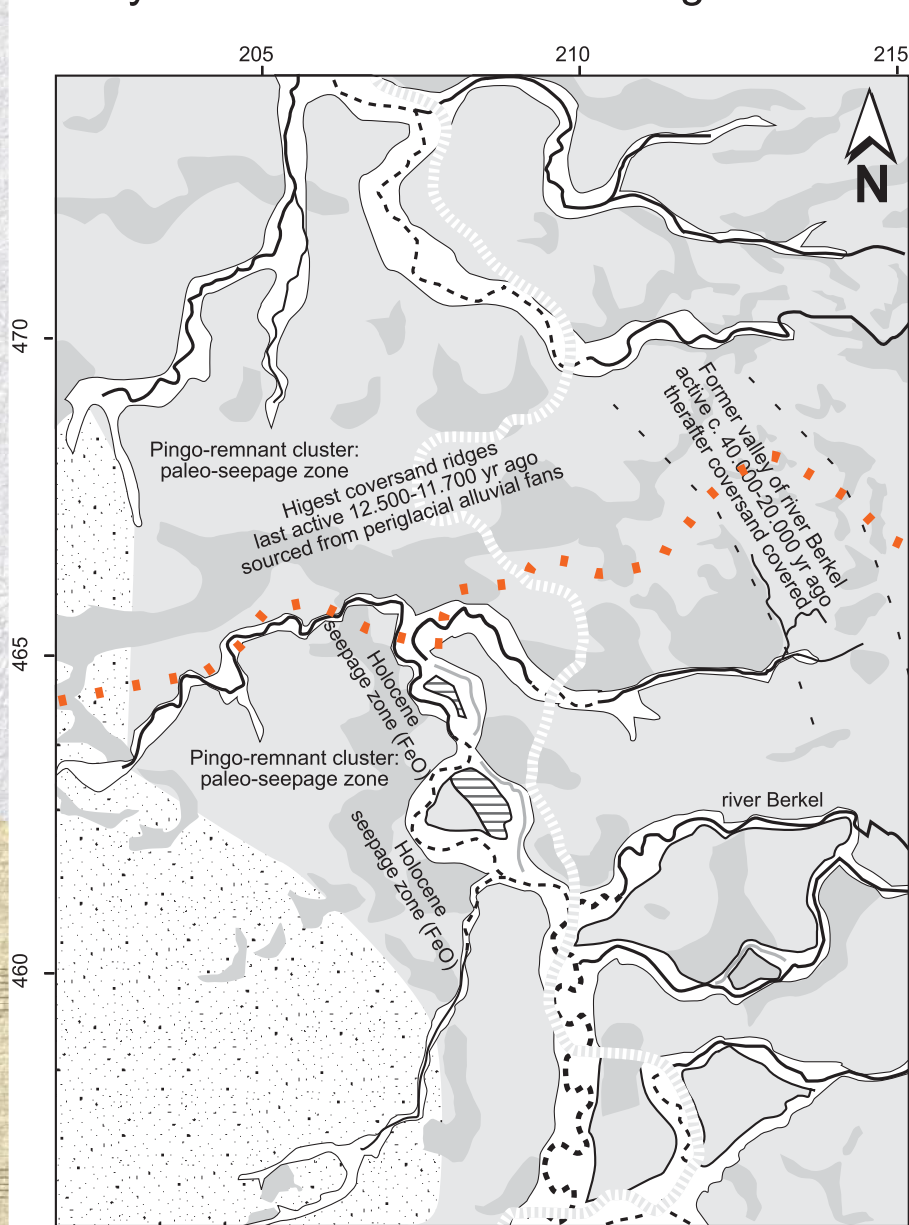 205
210
215
N
470
465
460
Pingo-remnant cluster:
paleo-seepage zone
Higest coversand ridges
last active 12.500-11.700 yr ago
sourced from periglacial alluvial fans
Former valley of river Berkel
active c. 40.000-20.000 yr ago
therafter coversand covered
Holocene
seepage zone (FeO)
Pingo-remnant cluster:
paleo-seepage zone
river Berkel
Holocene
seepage zone (FeO)